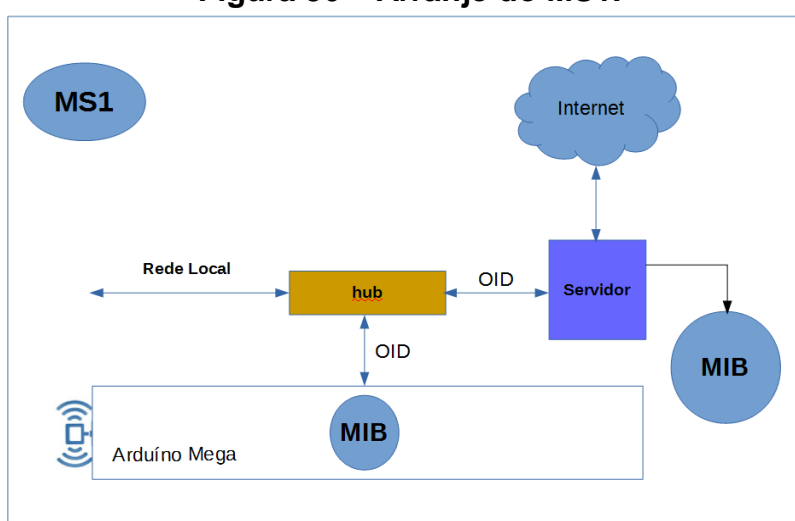 MS1
Internet
Rede Local
hub
OID
Servidor
OID
MIB
MIB
Arduíno Mega